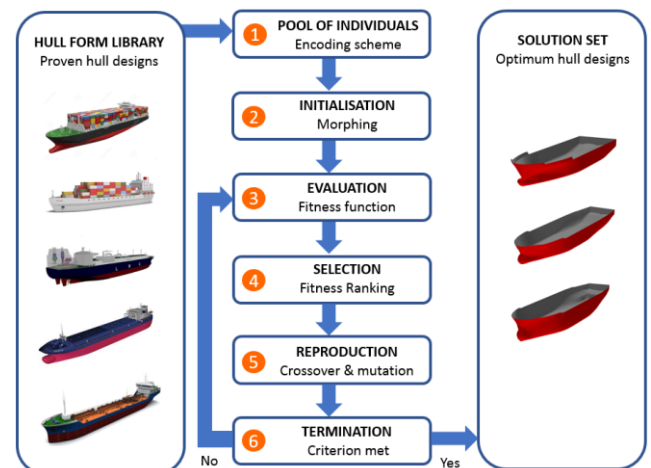 HULL FORM LIBRARY
Proven hull designs
1
POOL OF INDIVIDUALS
Encoding scheme
2
INITIALISATION
Morphing
3
EVALUATION
Fitness function
4
SELECTION
Fitness Ranking
5
REPRODUCTION
Crossover & mutation
6
TERMINATION
Criterion met
No
Yes
SOLUTION SET
Optimum hull designs